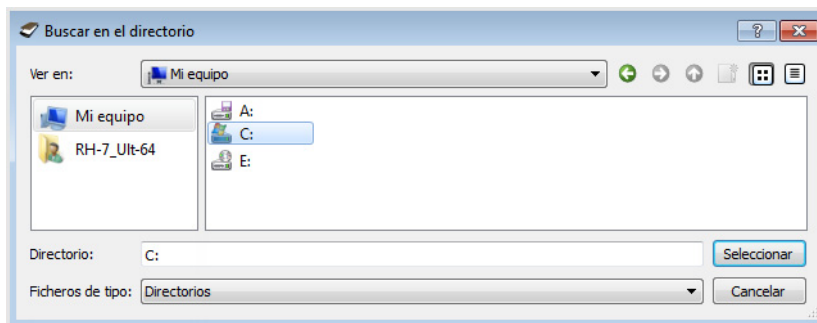 Buscar en el directorio
Ver en: Mi equipo
Mi equipo
RH-7_Ult-64
A:
C:
E:
Directorio: C: Seleccionar
Ficheros de tipo: Directorios Cancelar